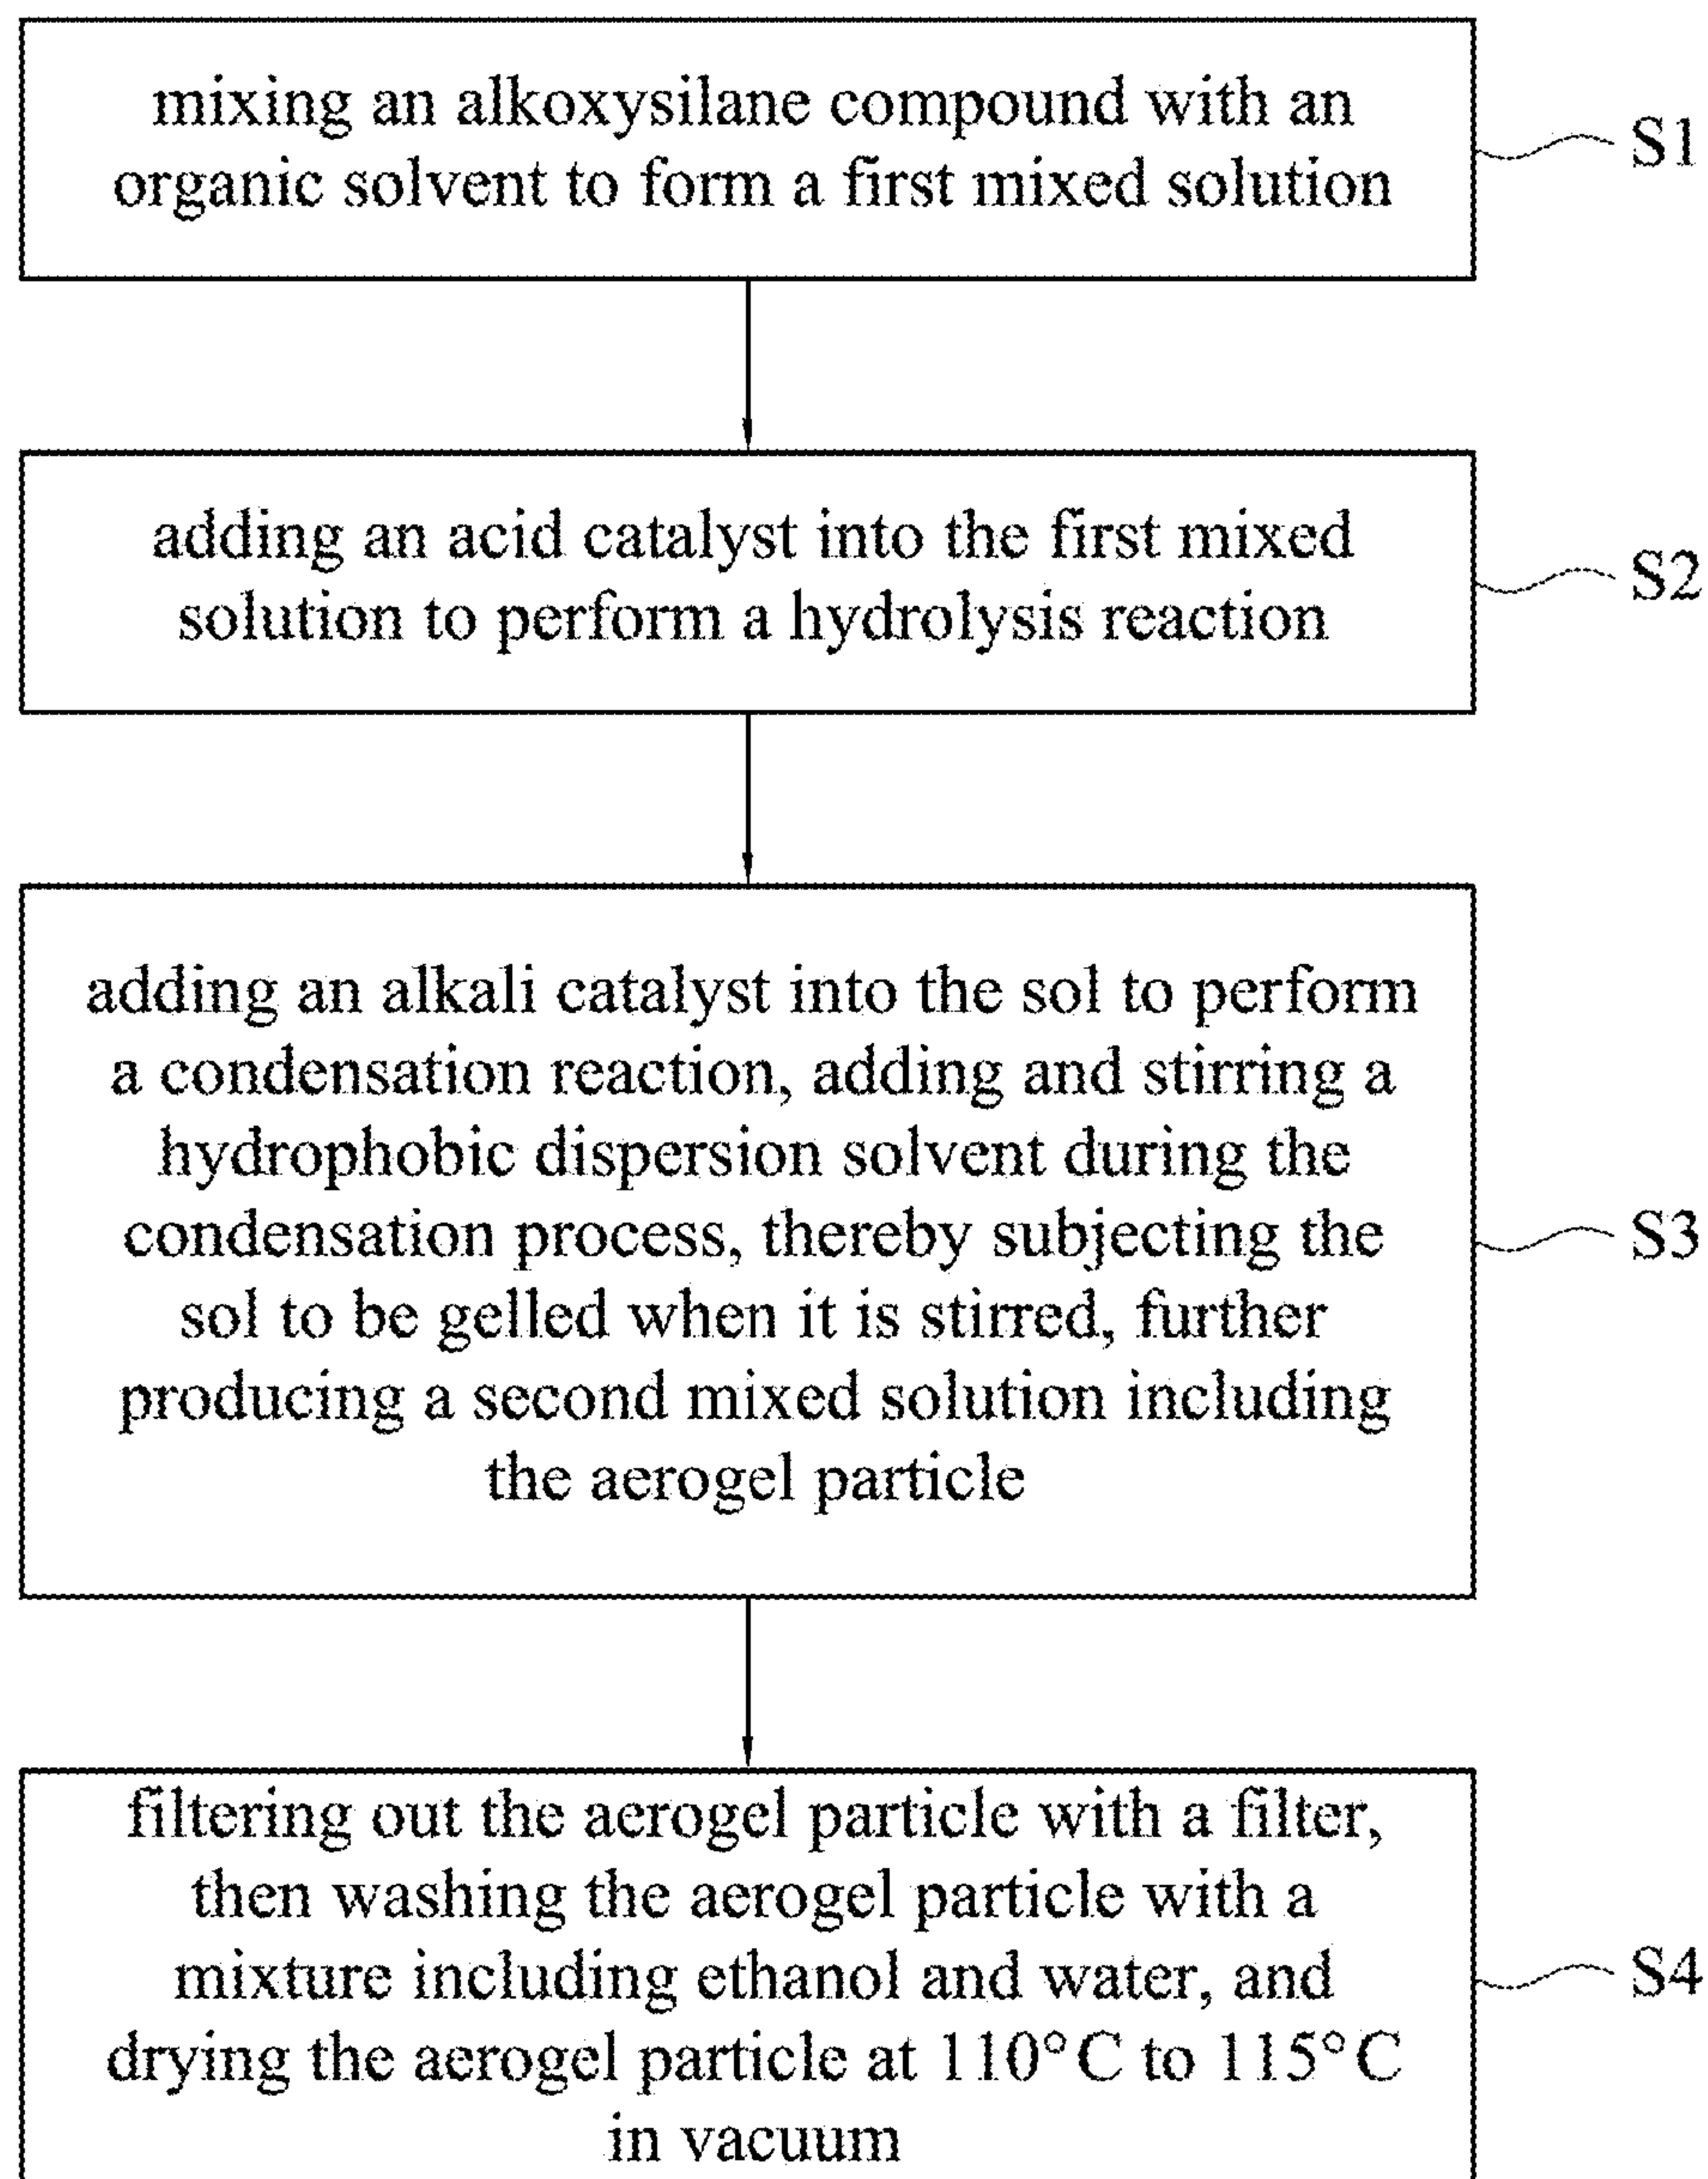 mixing an alkoxysilane compound with an
organic solvent to form a first mixed solution
S1
adding an acid catalyst into the first mixed
solution to perform a hydrolysis reaction
S2
adding an alkali catalyst into the sol to perform
a condensation reaction, adding and stirring a
hydrophobic dispersion solvent during the
condensation process, thereby subjecting the
sol to be gelled when it is stirred, further
producing a second mixed solution including
the aerogel particle
S3
filtering out the aerogel particle with a filter,
then washing the aerogel particle with a
mixture including ethanol and water, and
drying the aerogel particle at 110°C to 115°C
in vacuum
S4